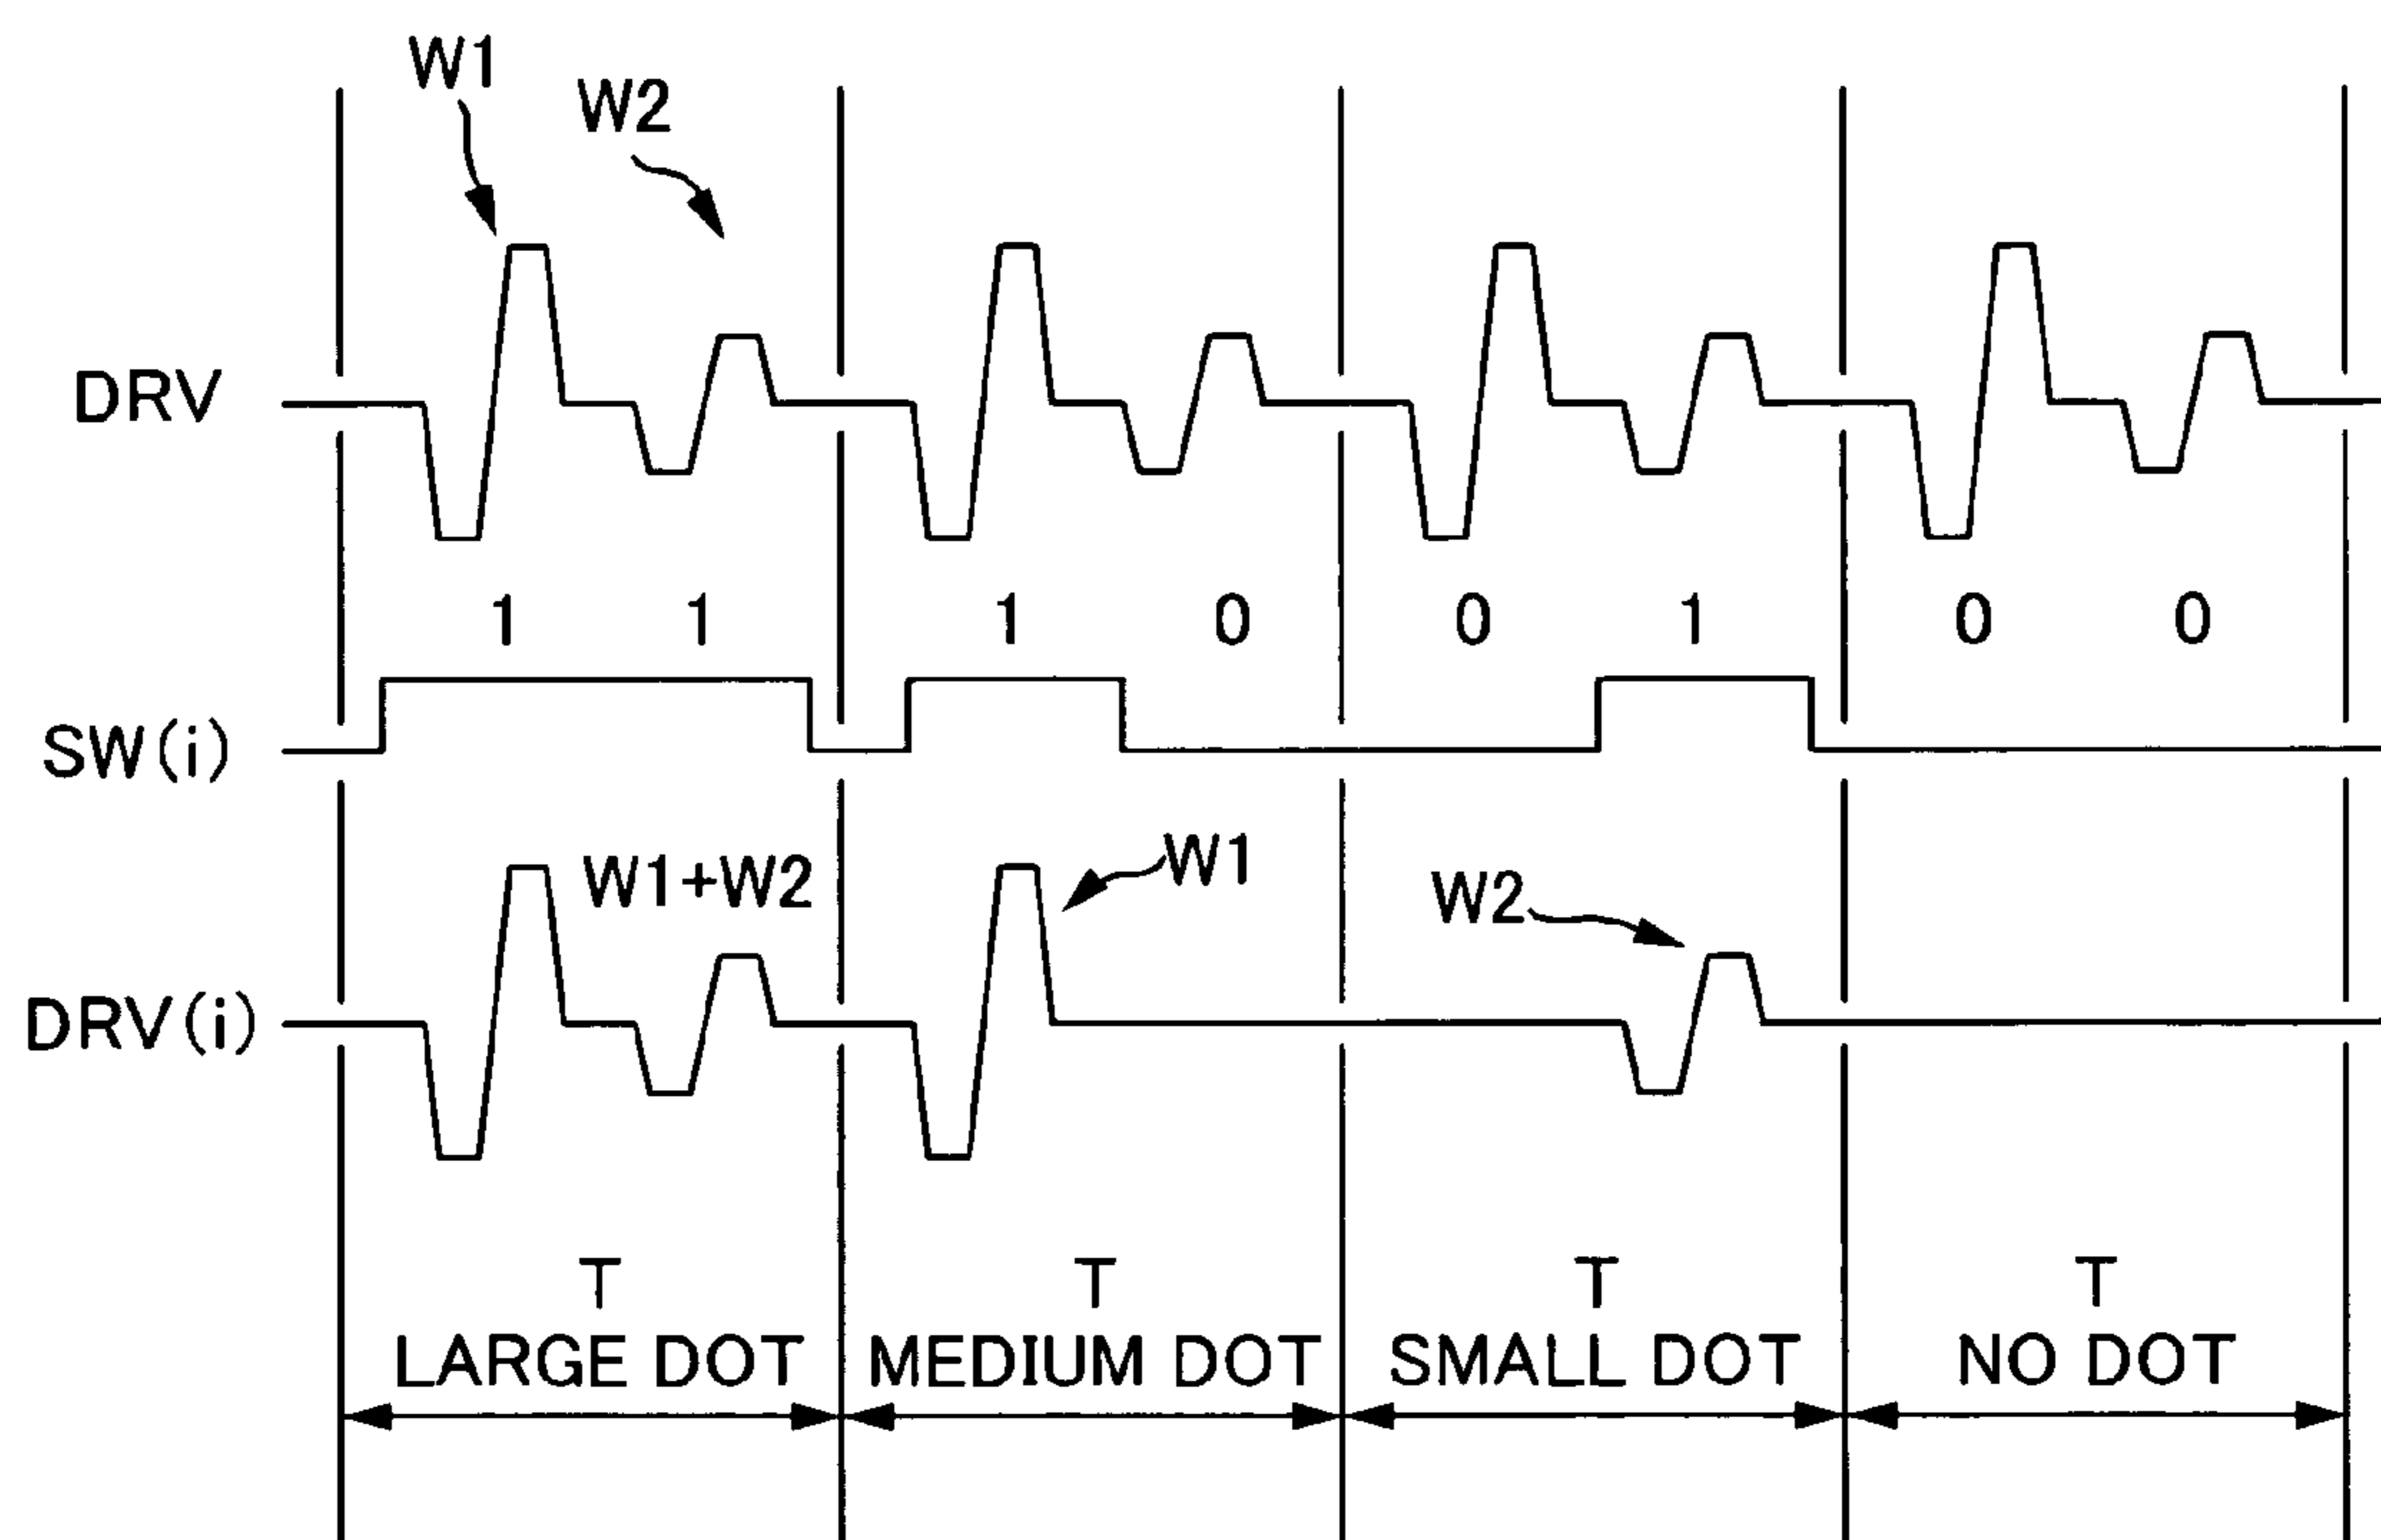 W1
W2
DRV
1 1 1 0 0 1 0 0
SW(i)
W1+W2
W1
W2
DRV(i)
T T T T
LARGE DOT MEDIUM DOT SMALL DOT NO DOT